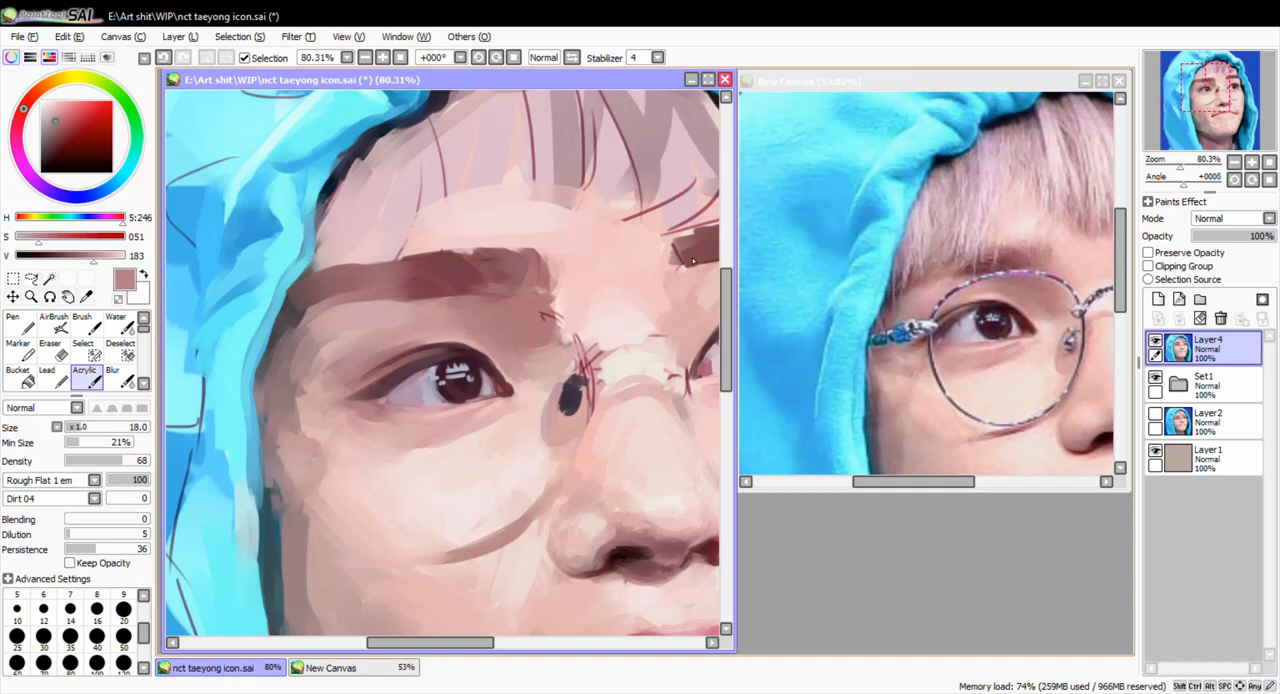 PaintTool SAI E:\Art shit\WIP\nct taeyong icon.sai (*)
File (F) Edit (E) Canvas (C) Layer (L) Selection (S) Filter (T) View (V) Window (W) Others (O)
Selection 80.31% +000° Normal Stabilizer 4
E:\Art shit\WIP\nct taeyong icon.sai (*) (80.31%)
New Canvas (53.02%)
Zoom 80.3%
Angle +000ß
Paints Effect
Mode Normal
Opacity 100%
Preserve Opacity
Clipping Group
Selection Source
Layer4
Normal
100%
Set1
Normal
100%
Layer2
Normal
100%
Layer1
Normal
100%
H 5:246
S 051
V 183
Pen AirBrush Brush Water
Marker Eraser Select Deselect
Bucket Lead Acrylic Blur
Normal
Size x 1.0 18.0
Min Size 21%
Density 68
Rough Flat 1 em 100
Dirt 04 0
Blending 0
Dilution 5
Persistence 36
Keep Opacity
Advanced Settings
5 6 7 8 9
10 12 14 16 20
25 30 35 40 50
nct taeyong icon.sai 80% New Canvas 53%
Memory load: 74% (259MB used / 966MB reserved) Shift Ctrl Alt SPC Any